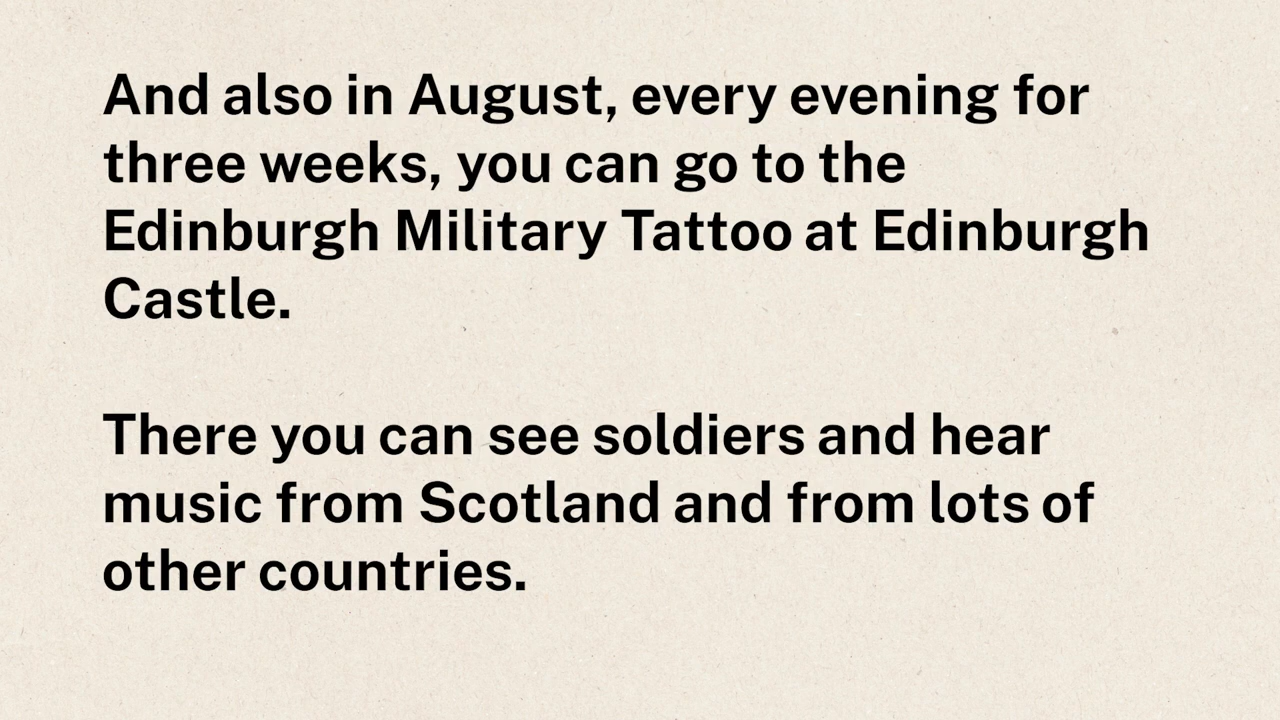 And also in August, every evening for
three weeks, you can go to the
Edinburgh Military Tattoo at Edinburgh
Castle.
There you can see soldiers and hear
music from Scotland and from lots of
other countries.